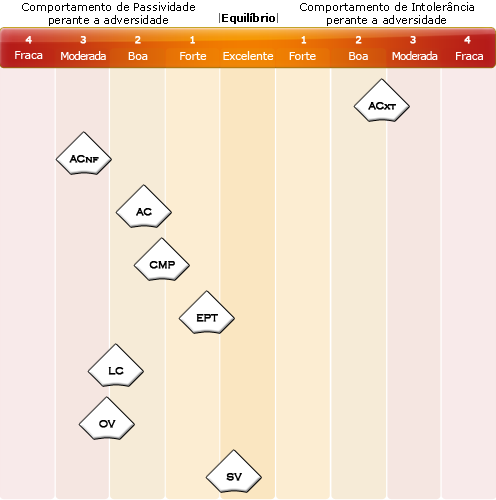 Comportamento de Passividade
perante a adversidade
|Equilíbrio|
Comportamento de Intolerância
perante a adversidade
4 3 2 1 1 2 3 4
Fraca Moderada Boa Forte Excelente Forte Boa Moderada Fraca
ACXT
ACNF
AC
CMP
EPT
LC
OV
SV